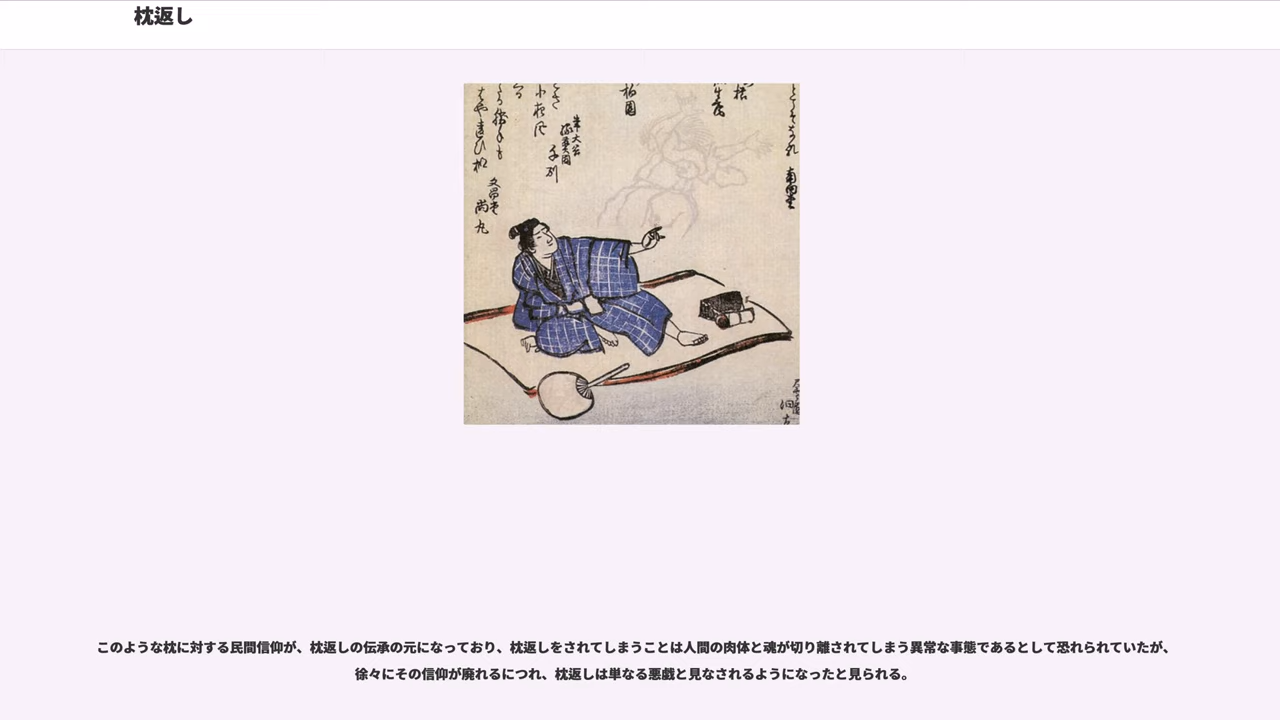 枕返し
このような枕に対する民間信仰が、枕返しの伝承の元になっており、枕返しをされてしまうことは人間の肉体と魂が切り離されてしまう異常な事態であるとして恐れられていたが、
徐々にその信仰が廃れるにつれ、枕返しは単なる悪戯と見なされるようになったと見られる。